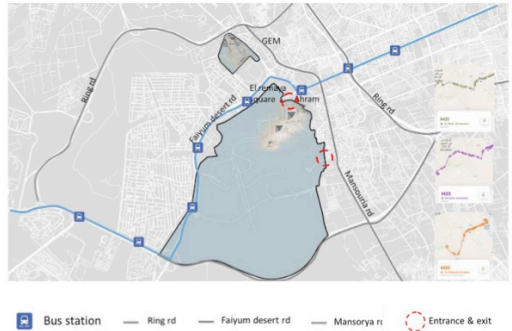 GEM
El remaya
square
Ahram
Ring rd
Ring rd
Faiyum desert rd
Mansouria rd
Bus station
Ring rd
Faiyum desert rd
Mansorya r
Entrance & exit